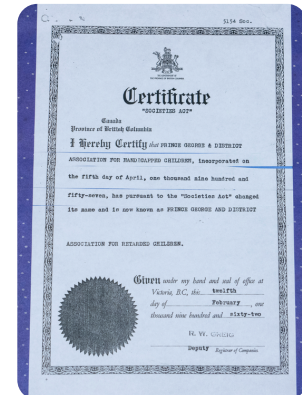 5154 Soc.
Certificate
"SOCIETIES ACT"
Canada
Province of British Columbia
I Hereby Certify that PRINCE GEORGE & DISTRICT
ASSOCIATION FOR HANDICAPPED CHILDREN, incorporated on
the fifth day of April, one thousand nine hundred and
fifty-seven, has pursuant to the "Societies Act" changed
its name and is now known as PRINCE GEORGE AND DISTRICT
ASSOCIATION FOR RETARDED CHILDREN.
Given under my hand and seal of office at
Victoria, B.C., this twelfth
day of February, one
thousand nine hundred and sixty-two
Deputy Registrar of Companies